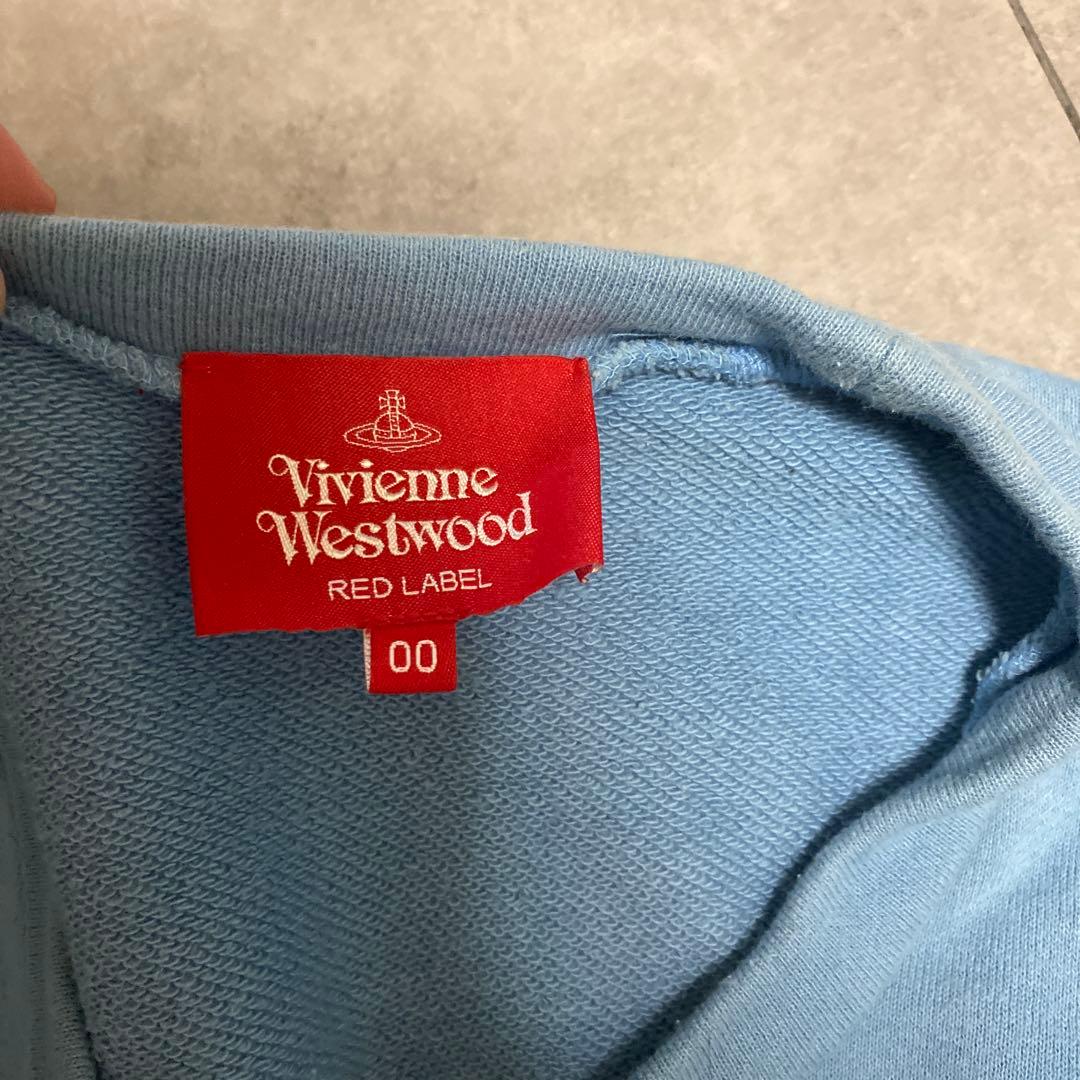 Vivienne
Westwood
RED LABEL
00